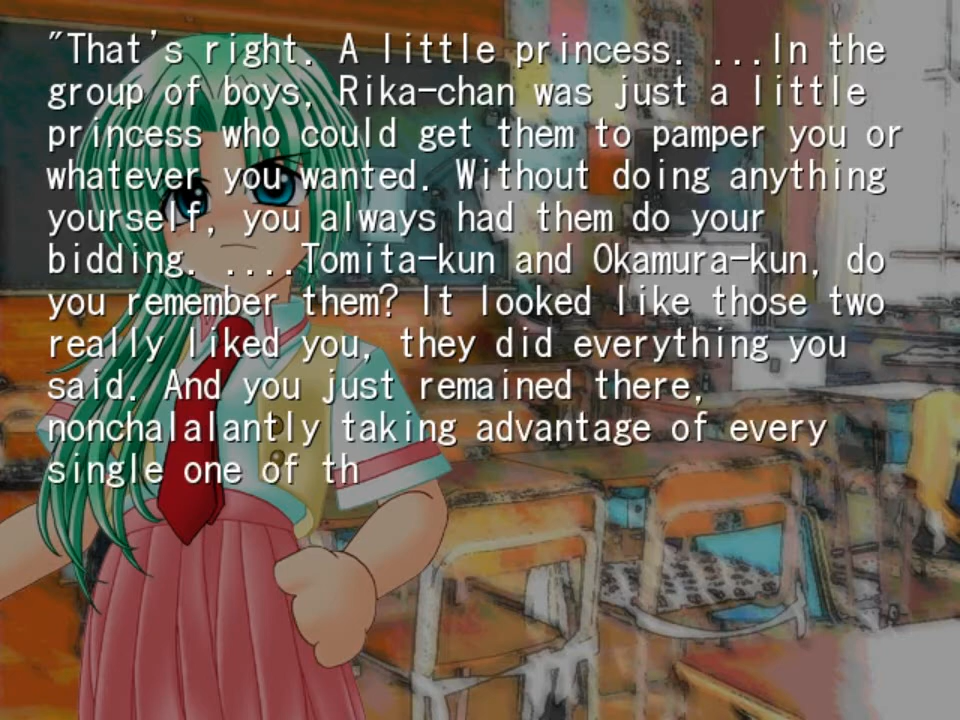 "That's right. A little princess. ...In the
group of boys, Rika-chan was just a little
princess who could get them to pamper you or
whatever you wanted. Without doing anything
yourself, you always had them do your
bidding. ....Tomita-kun and Okamura-kun, do
you remember them? It looked like those two
really liked you, they did everything you
said. And you just remained there,
nonchalalantly taking advantage of every
single one of th